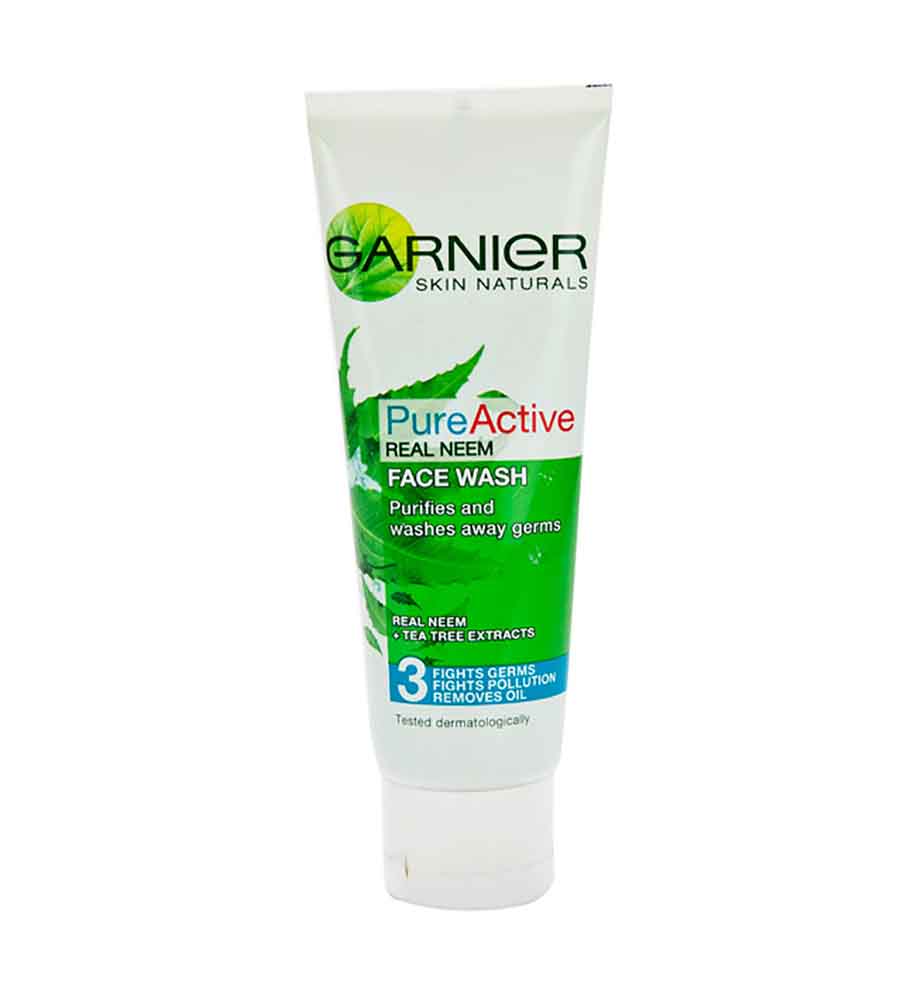 GARNIER
SKIN NATURALS
PureActive
REAL NEEM
FACE WASH
Purifies and
washes away germs
REAL NEEM
+ TEA TREE EXTRACTS
3
FIGHTS GERMS
FIGHTS POLLUTION
REMOVES OIL
Tested dermatologically